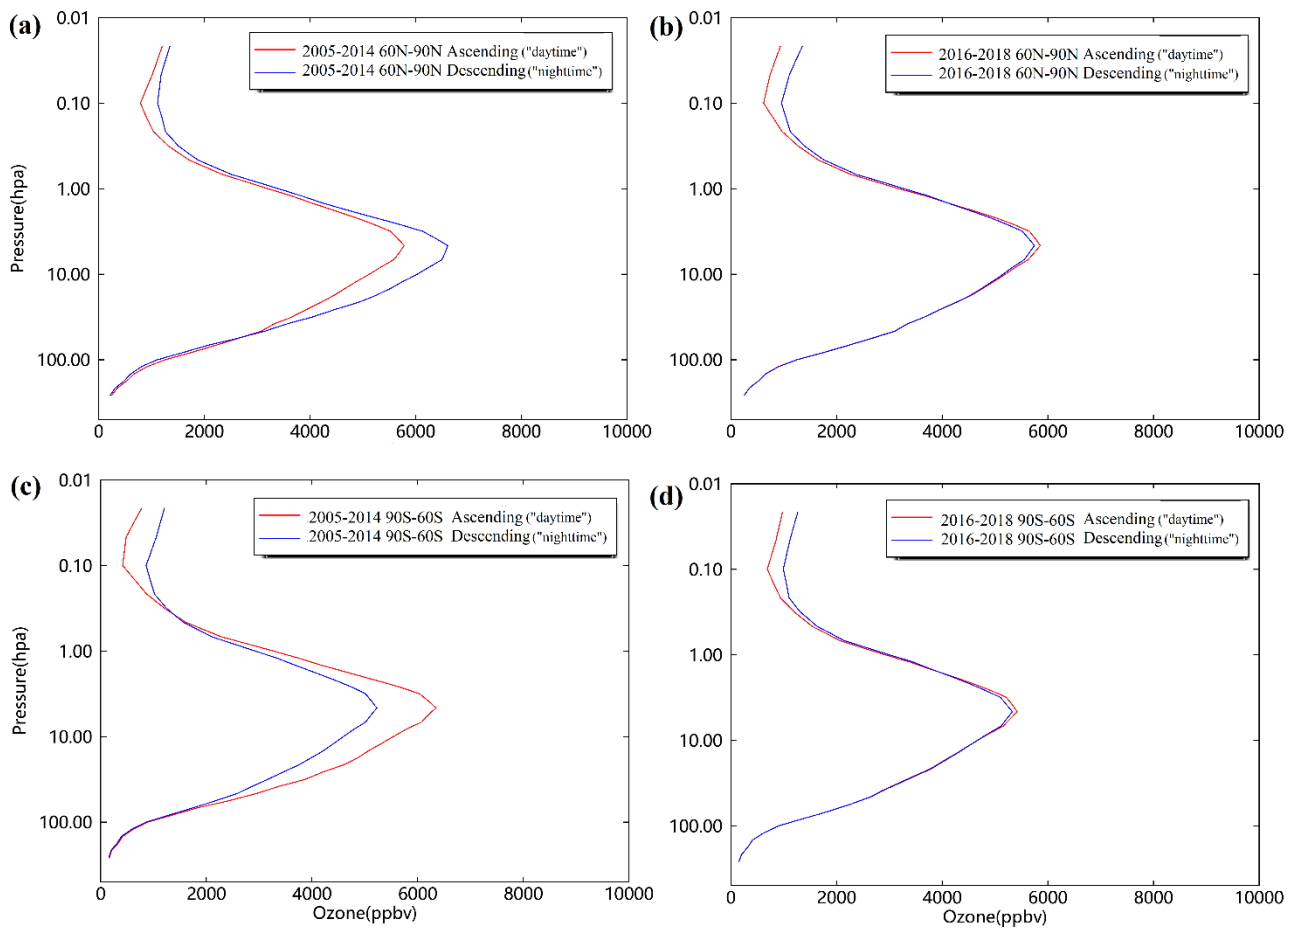 (a)
0.01
0.10
1.00
10.00
100.00
Pressure(hpa)
2005-2014 60N-90N Ascending ("daytime")
2005-2014 60N-90N Descending ("nighttime")
0 2000 4000 6000 8000 10000
(b)
0.01
0.10
1.00
10.00
100.00
2016-2018 60N-90N Ascending ("daytime")
2016-2018 60N-90N Descending ("nighttime")
0 2000 4000 6000 8000 10000
(c)
0.01
0.10
1.00
10.00
100.00
Pressure(hpa)
2005-2014 90S-60S Ascending ("daytime")
2005-2014 90S-60S Descending ("nighttime")
0 2000 4000 6000 8000 10000
Ozone(ppbv)
(d)
0.01
0.10
1.00
10.00
100.00
2016-2018 90S-60S Ascending ("daytime")
2016-2018 90S-60S Descending ("nighttime")
0 2000 4000 6000 8000 10000
Ozone(ppbv)